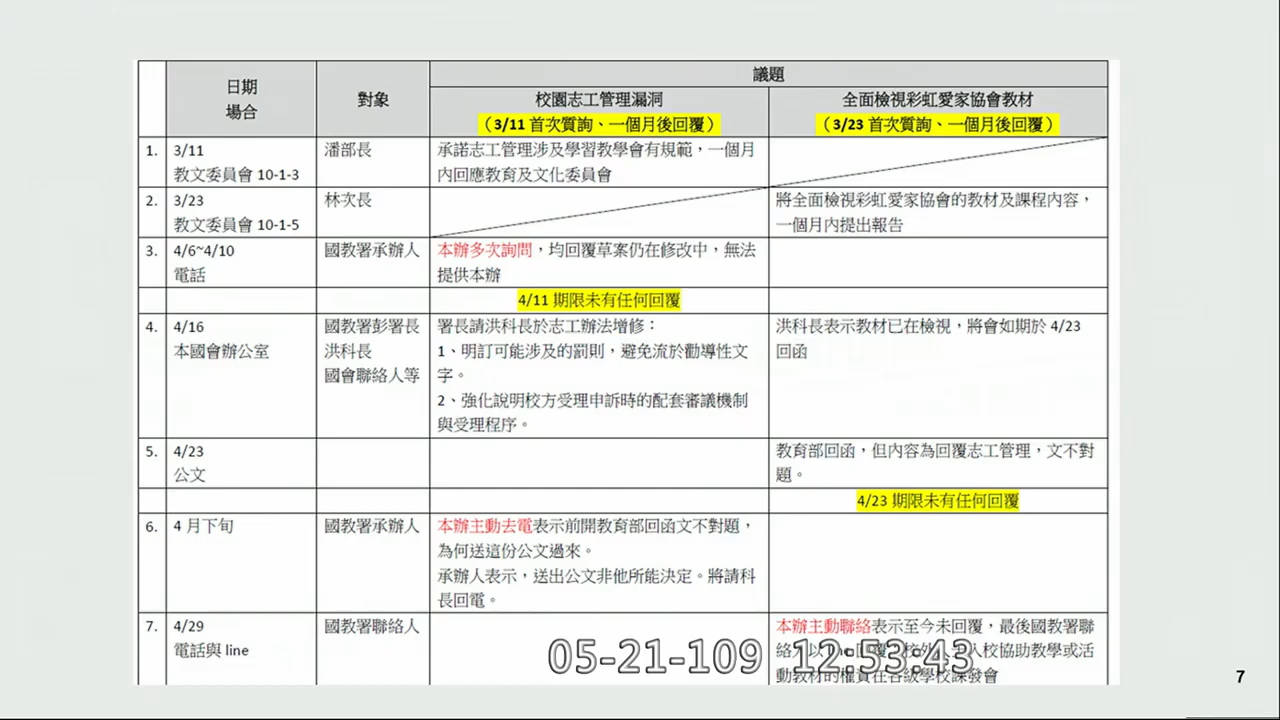 日期
場合
對象
議題
校園志工管理漏洞
(3/11 首次質詢、一個月後回覆)
全面檢視彩虹愛家協會教材
(3/23 首次質詢、一個月後回覆)
1.
3/11
教文委員會 10-1-3
潘部長
承諾志工管理涉及學習教學會有規範，一個月
內回應教育及文化委員會
2.
3/23
教文委員會 10-1-5
林次長
將全面檢視彩虹愛家協會的教材及課程內容，
一個月內提出報告
3.
4/6~4/10
電話
國教署承辦人
本辦多次詢問，均回覆草案仍在修改中，無法
提供本辦
4/11 期限未有任何回覆
4.
4/16
本國會辦公室
國教署彭署長
洪科長
國會聯絡人等
署長請洪科長於志工辦法增修：
1、明訂可能涉及的罰則，避免流於勸導性文
字。
2、強化說明校方受理申訴時的配套審議機制
與受理程序。
洪科長表示教材已在檢視，將會如期於 4/23
回函
5.
4/23
公文
教育部回函，但內容為回覆志工管理，文不對
題。
4/23 期限未有任何回覆
6.
4 月下旬
國教署承辦人
本辦主動去電表示前開教育部回函文不對題，
為何送這份公文過來。
承辦人表示，送出公文非他所能決定。將請科
長回電。
7.
4/29
電話與 line
國教署聯絡人
本辦主動聯絡表示至今未回覆，最後國教署聯
絡人以 line 回覆 校外 人校協助教學或活
動教材的權責在各級學校課發會
05-21-109 12:53:43
7